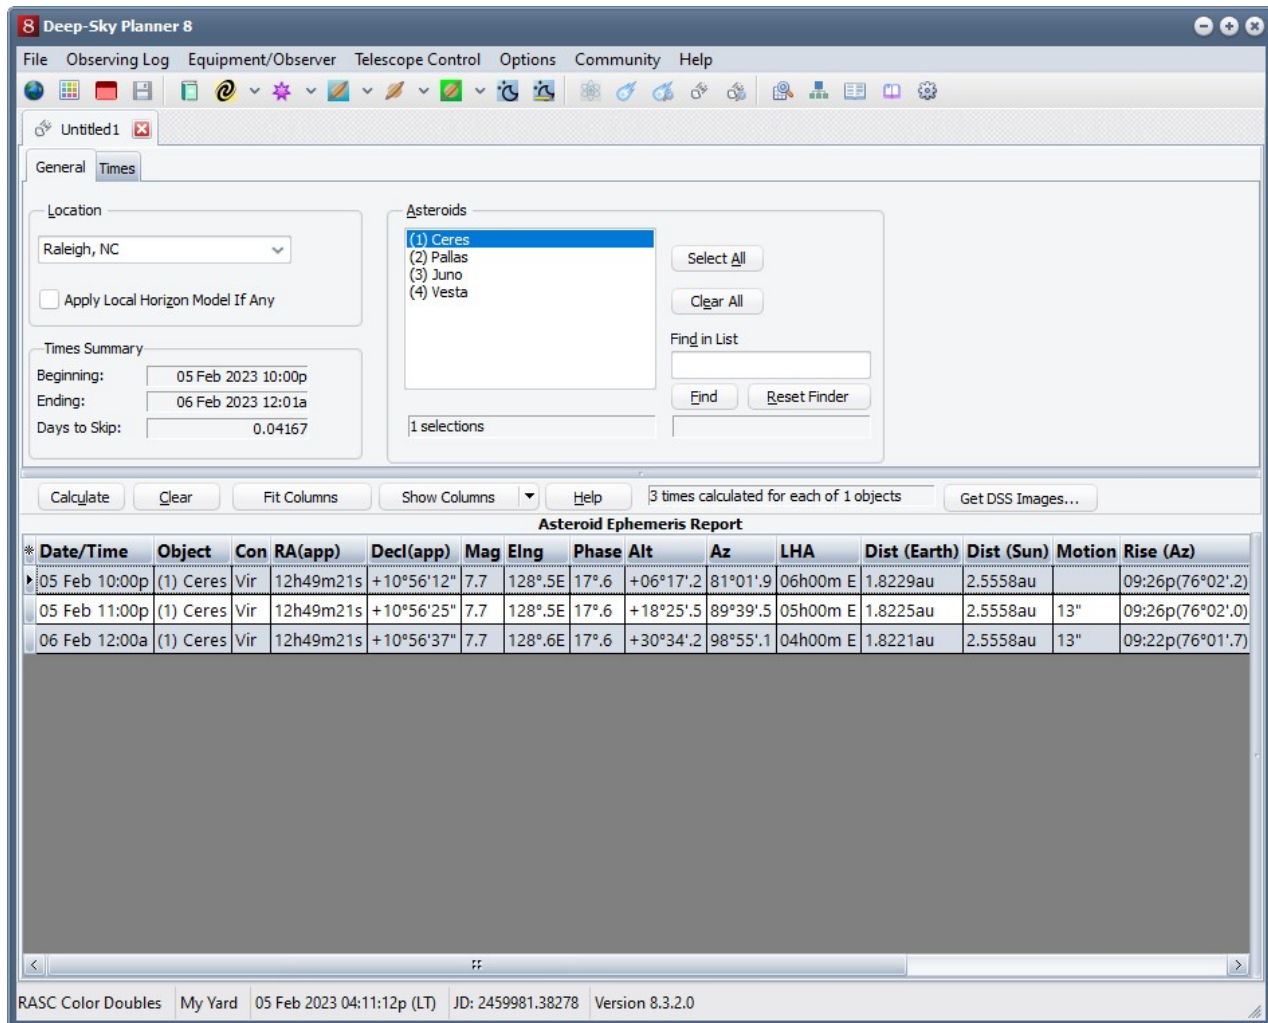 8 Deep-Sky Planner 8
File Observing Log Equipment/Observer Telescope Control Options Community Help
Untitled1
General Times
Location
Raleigh, NC
Apply Local Horizon Model If Any
Times Summary
Beginning: 05 Feb 2023 10:00p
Ending: 06 Feb 2023 12:01a
Days to Skip: 0.04167
Asteroids
(1) Ceres
(2) Pallas
(3) Juno
(4) Vesta
1 selections
Select All
Clear All
Find in List
Find Reset Finder
Calculate Clear Fit Columns Show Columns Help 3 times calculated for each of 1 objects Get DSS Images...
Asteroid Ephemeris Report
* Date/Time Object Con RA(app) Decl(app) Mag Elng Phase Alt Az LHA Dist (Earth) Dist (Sun) Motion Rise (Az)
05 Feb 10:00p (1) Ceres Vir 12h49m21s +10°56'12" 7.7 128°.5E 17°.6 +06°17'.2 81°01'.9 06h00m E 1.8229au 2.5558au 09:26p(76°02'.2)
05 Feb 11:00p (1) Ceres Vir 12h49m21s +10°56'25" 7.7 128°.5E 17°.6 +18°25'.5 89°39'.5 05h00m E 1.8225au 2.5558au 13" 09:26p(76°02'.0)
06 Feb 12:00a (1) Ceres Vir 12h49m21s +10°56'37" 7.7 128°.6E 17°.6 +30°34'.2 98°55'.1 04h00m E 1.8221au 2.5558au 13" 09:22p(76°01'.7)
RASC Color Doubles My Yard 05 Feb 2023 04:11:12p (LT) JD: 2459981.38278 Version 8.3.2.0